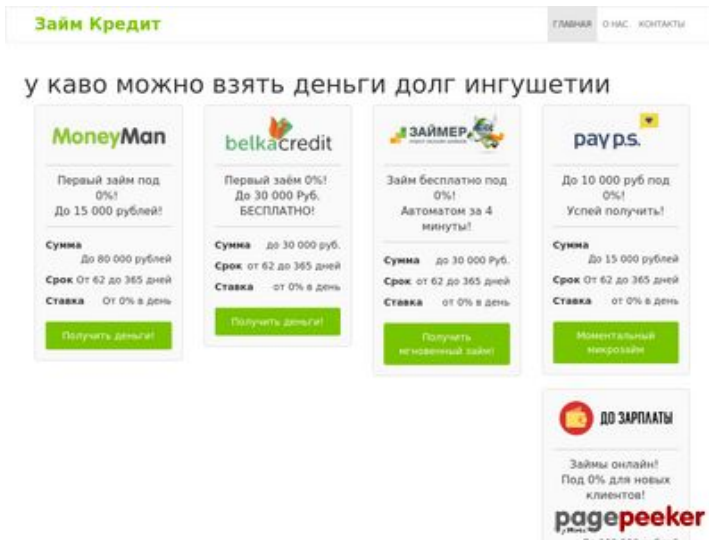 Займ Кредит
ГЛАВНАЯ О НАС КОНТАКТЫ
у каво можно взять деньги долг ингушетии
MoneyMan
Первый займ под
0%!
До 15 000 рублей!
Сумма
До 80 000 рублей
Срок От 62 до 365 дней
Ставка От 0% в день
Получить деньги!
belkacredit
Первый заём 0%!
До 30 000 Руб.
БЕСПЛАТНО!
Сумма до 30 000 руб.
Срок от 62 до 365 дней
Ставка от 0% в день
Получить деньги!
ЗАЙМЕР
Займ бесплатно под
0%!
Автоматом за 4
минуты!
Сумма до 30 000 Руб.
Срок от 62 до 365 дней
Ставка от 0% в день
Получить
мгновенный займ!
pay p.s.
До 10 000 руб под
0%!
Успей получить!
Сумма
До 15 000 рублей
Срок От 62 до 365 дней
Ставка от 0% в день
Моментальный
микрозайм
ДО ЗАРПЛАТЫ
Займы онлайн!
Под 0% для новых
клиентов!
pagepeeker